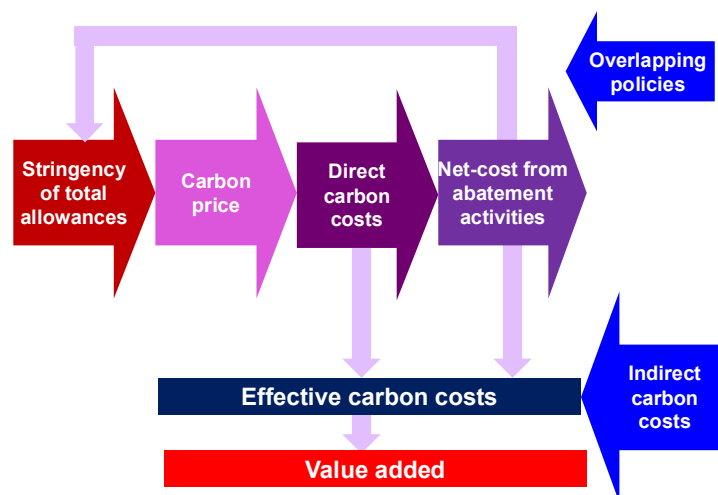 Overlapping
policies
Stringency
of total
allowances
Carbon
price
Direct
carbon
costs
Net-cost from
abatement
activities
Effective carbon costs
Indirect
carbon
costs
Value added